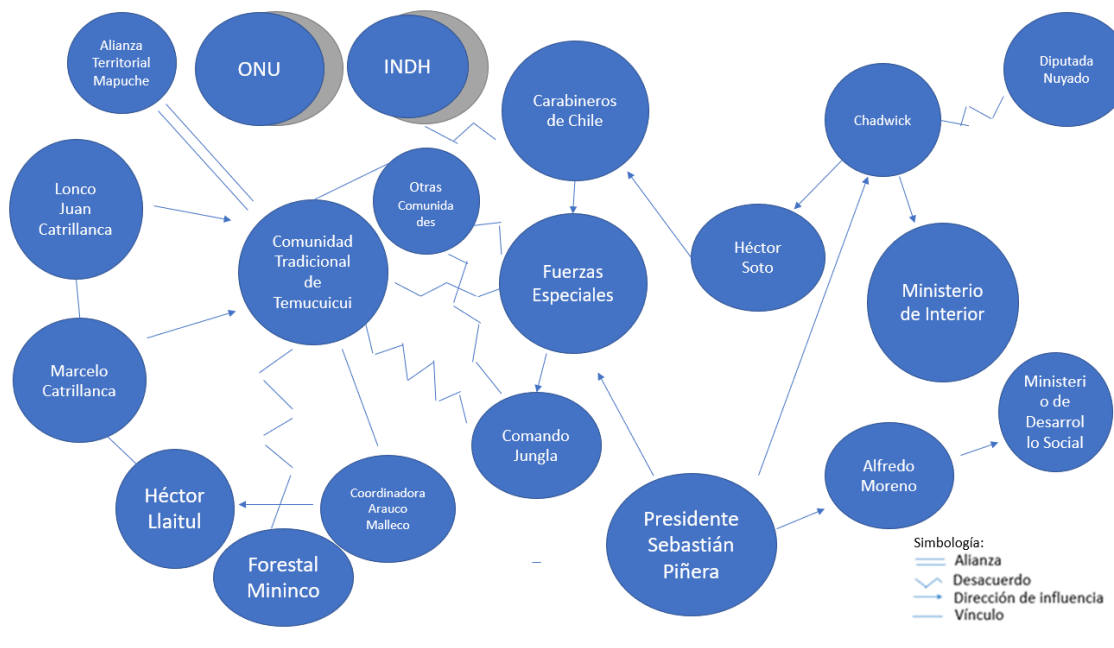 Alianza
Territorial
Mapuche
ONU
INDH
Carabineros
de Chile
Chadwick
Diputada
Nuyado
Lonco
Juan
Catrillanca
Otras
Comunida
des
Comunidad
Tradicional
de
Temucuicui
Fuerzas
Especiales
Héctor
Soto
Ministerio
de Interior
Marcelo
Catrillanca
Comando
Jungla
Ministeri
o de
Desarrol
lo Social
Alfredo
Moreno
Héctor
Llaitul
Coordinadora
Arauco
Malleco
Forestal
Mininco
Presidente
Sebastián
Piñera
Simbología:
Alianza
Desacuerdo
Dirección de influencia
Vínculo